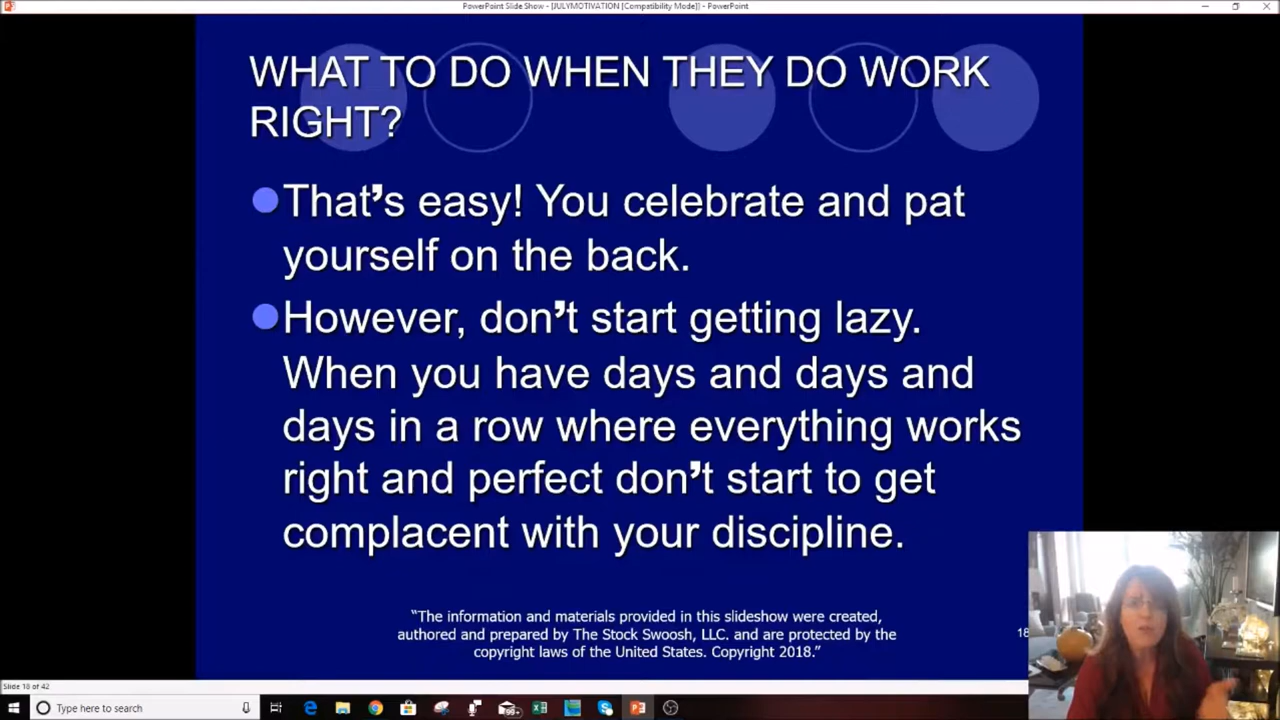 PowerPoint Slide Show - [JULYMOTIVATION [Compatibility Mode]] - PowerPoint
WHAT TO DO WHEN THEY DO WORK
RIGHT?
That’s easy! You celebrate and pat
yourself on the back.
However, don’t start getting lazy.
When you have days and days and
days in a row where everything works
right and perfect don’t start to get
complacent with your discipline.
“The information and materials provided in this slideshow were created,
authored and prepared by The Stock Swoosh, LLC. and are protected by the
copyright laws of the United States. Copyright 2018.”
18
Slide 18 of 42
Type here to search
99+